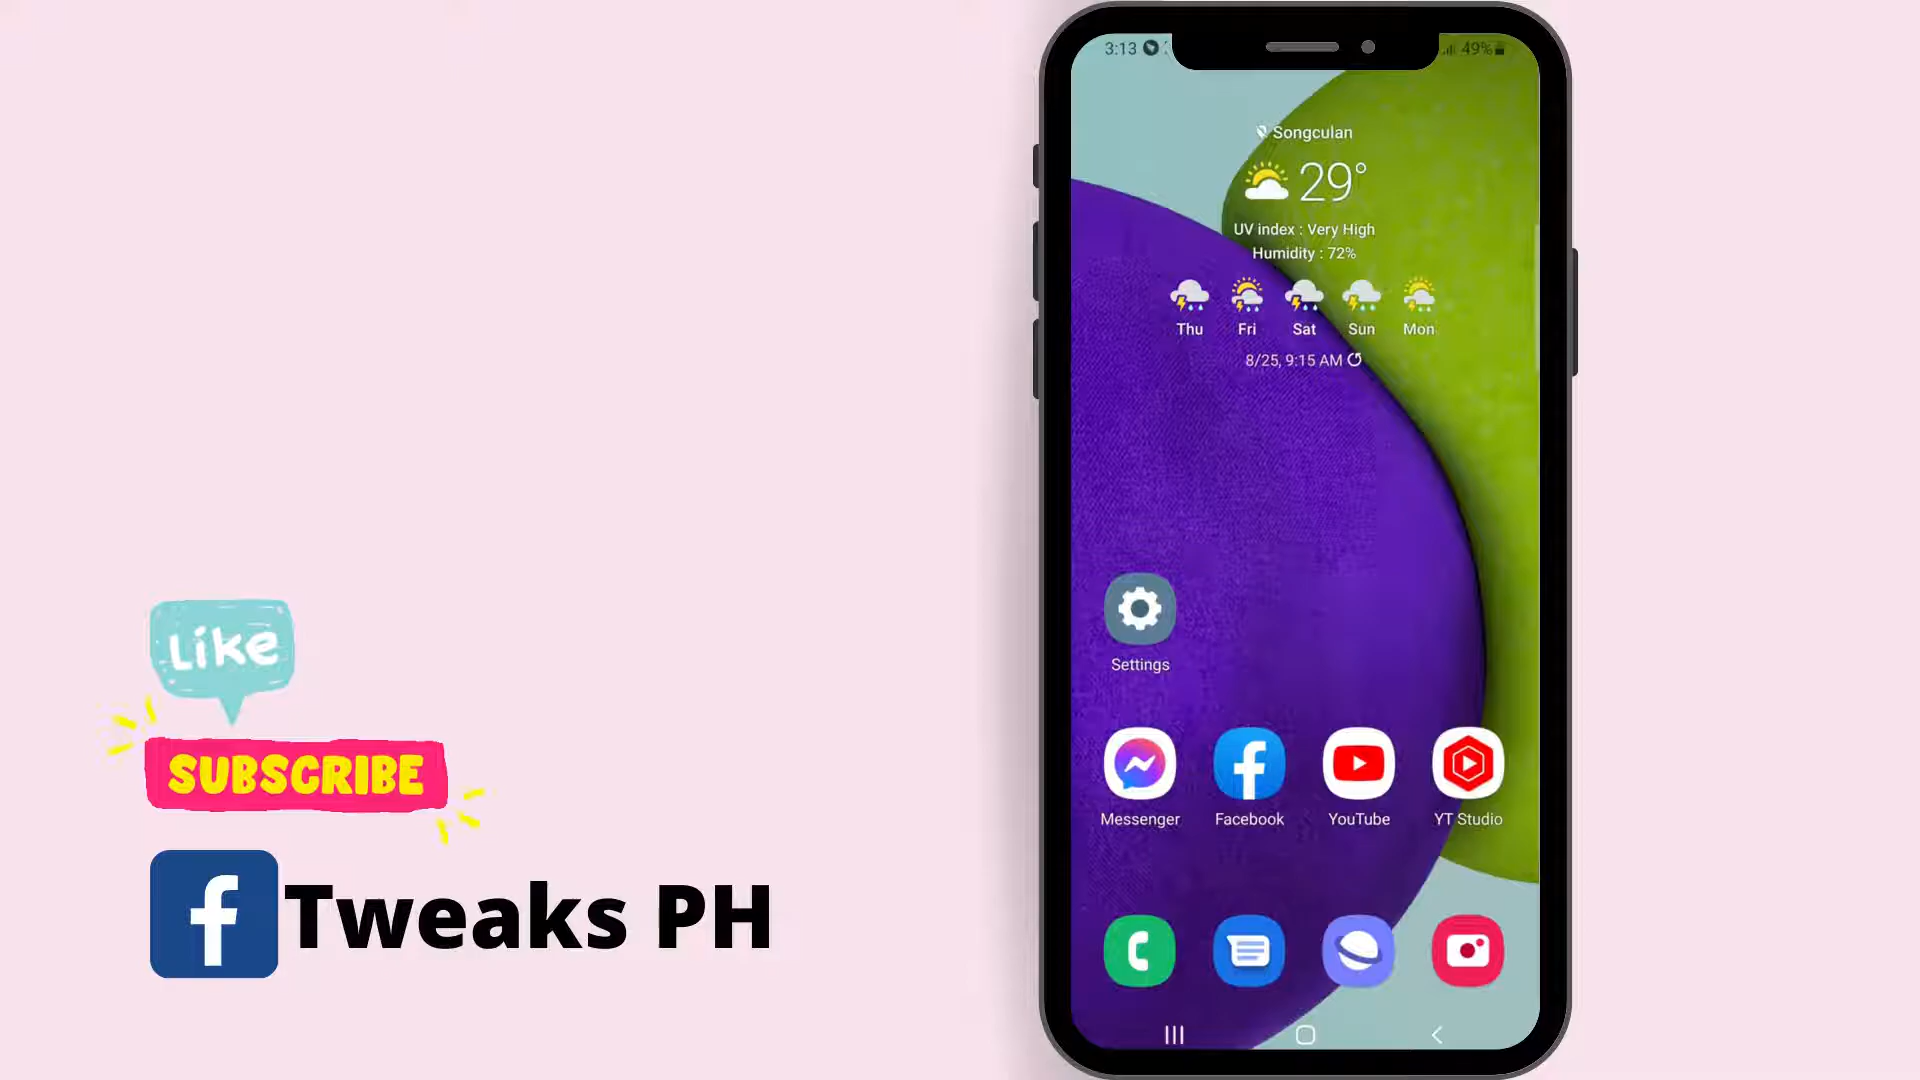 3:13
49%
Songculan
29°
UV index : Very High
Humidity : 72%
Thu Fri Sat Sun Mon
8/25, 9:15 AM
Settings
Messenger Facebook YouTube YT Studio
Like
SUBSCRIBE
f Tweaks PH